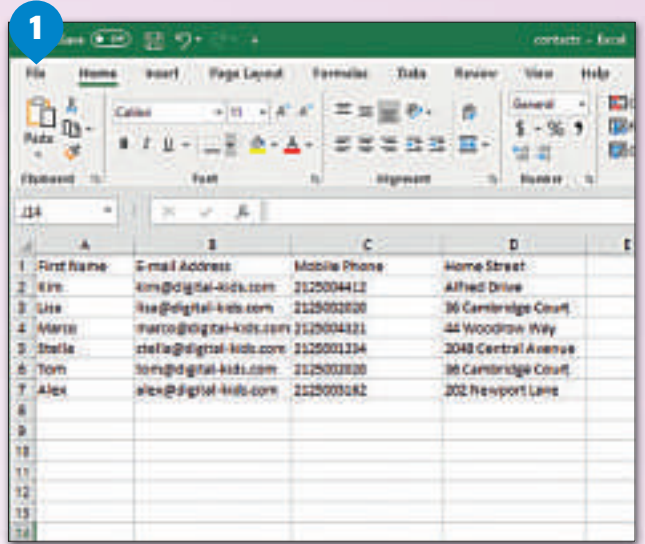 1
contacts – Excel
File Home Insert Page Layout Formulas Data Review View Help
Calibri 11 A A General
Paste B I U A $ - % 9
Clipboard Font Alignment Number
J14
A B C D E
1 First Name E-mail Address Mobile Phone Home Street
2 Kim kim@digital-kids.com 2125004412 Alfred Drive
3 Lisa lisa@digital-kids.com 2125002020 36 Cambridge Court
4 Marco marco@digital-kids.com 2125004321 44 Woodrow Way
5 Stella stella@digital-kids.com 2125001234 2048 Central Avenue
6 Tom tom@digital-kids.com 2125002020 36 Cambridge Court
7 Alex alex@digital-kids.com 2125003162 202 Newport Lane
8
9
10
11
12
13
14